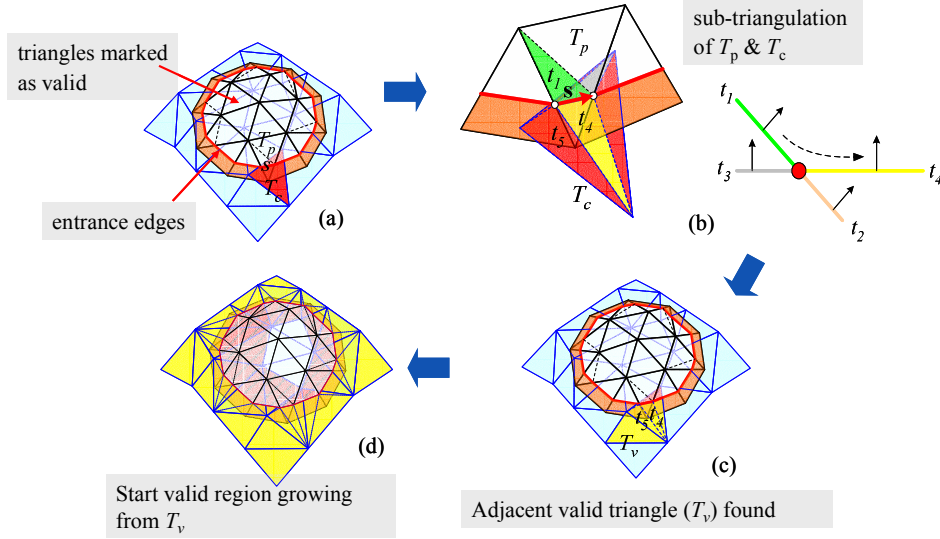 triangles marked
as valid
T_p
s
T_c
entrance edges
(a)
T_p
t_1
s
t_4
t_5
T_c
(b)
sub-triangulation
of T_p & T_c
t_1
t_3
t_4
t_2
t_5
t_4
T_v
(c)
Adjacent valid triangle (T_v) found
(d)
Start valid region growing
from T_v